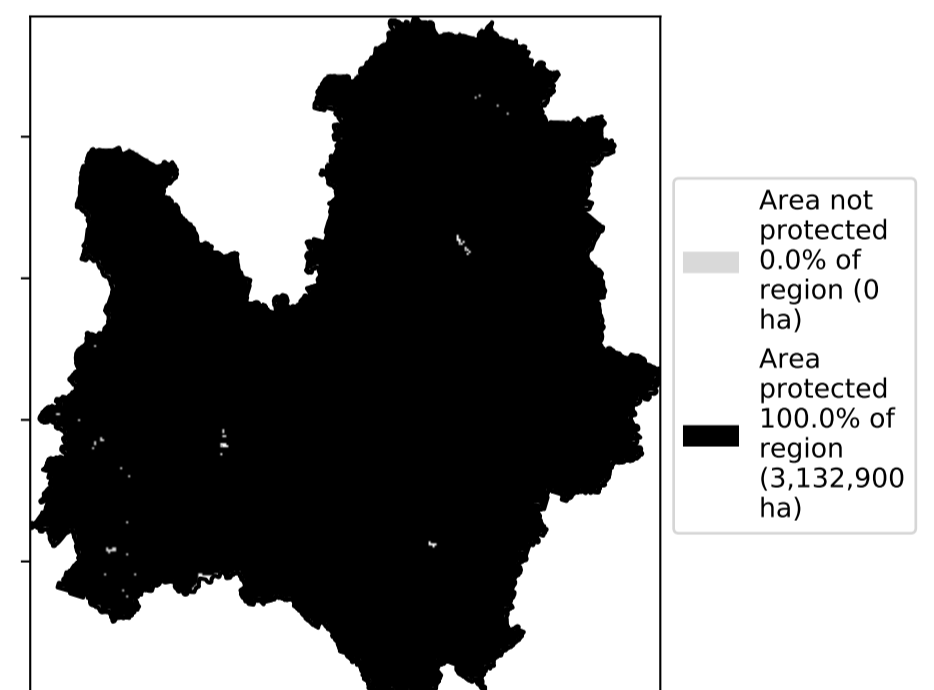 Area not
protected
0.0% of
region (0
ha)
Area
protected
100.0% of
region
(3,132,900
ha)